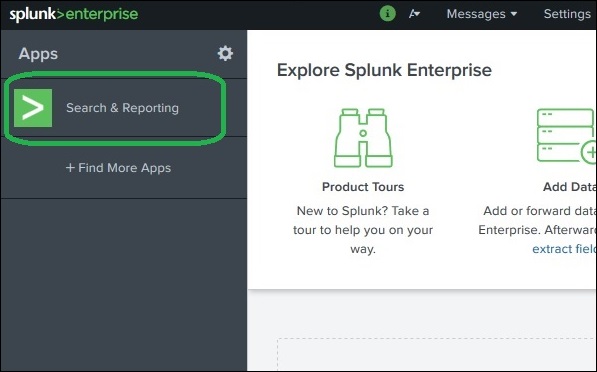 splunk>enterprise
A
Messages
Settings
Apps
Search & Reporting
+ Find More Apps
Explore Splunk Enterprise
Product Tours
New to Splunk? Take a
tour to help you on your
way.
Add Data
Add or forward data
Enterprise. Afterward
extract field